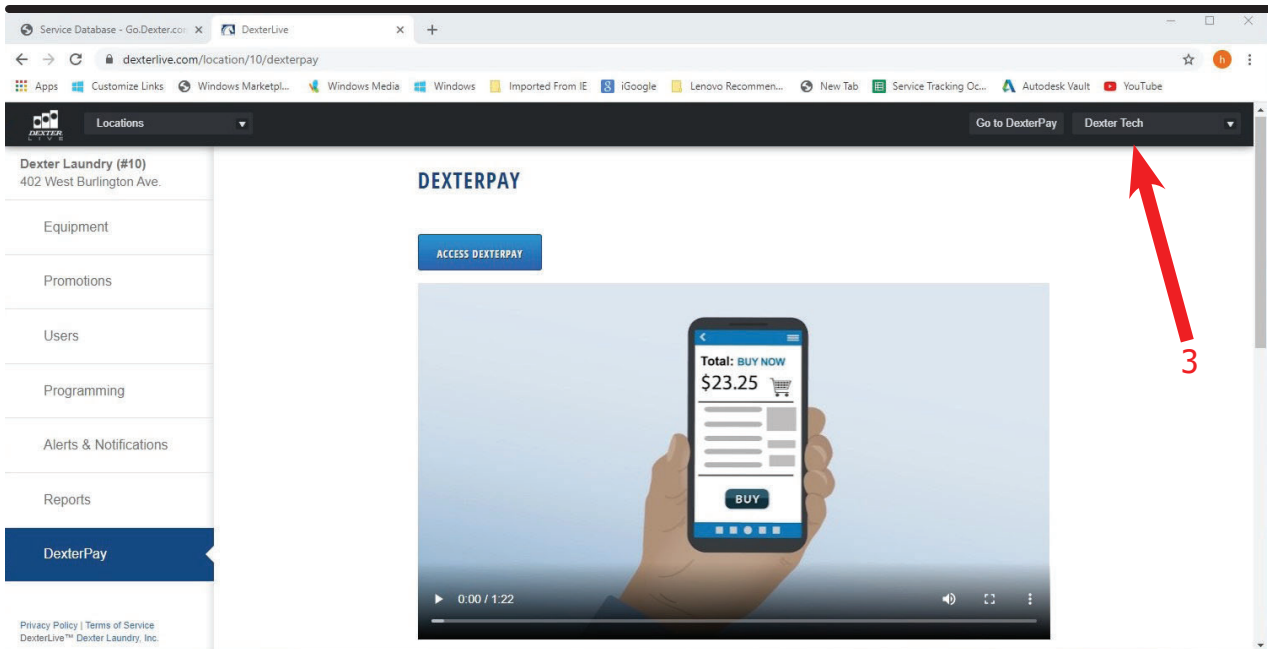 Service Database - Go.Dexter.cor
DexterLive
dexterlive.com/location/10/dexterpay
h
Apps Customize Links Windows Marketpl... Windows Media Windows Imported From IE iGoogle Lenovo Recommen... New Tab Service Tracking Oc... Autodesk Vault YouTube
DEXTER
LIVE
Locations
Go to DexterPay
Dexter Tech
Dexter Laundry (#10)
402 West Burlington Ave.
Equipment
Promotions
Users
Programming
Alerts & Notifications
Reports
DexterPay
Privacy Policy | Terms of Service
DexterLive™ Dexter Laundry, Inc.
DEXTERPAY
ACCESS DEXTERPAY
Total: BUY NOW
$23.25
BUY
0:00 / 1:22
3